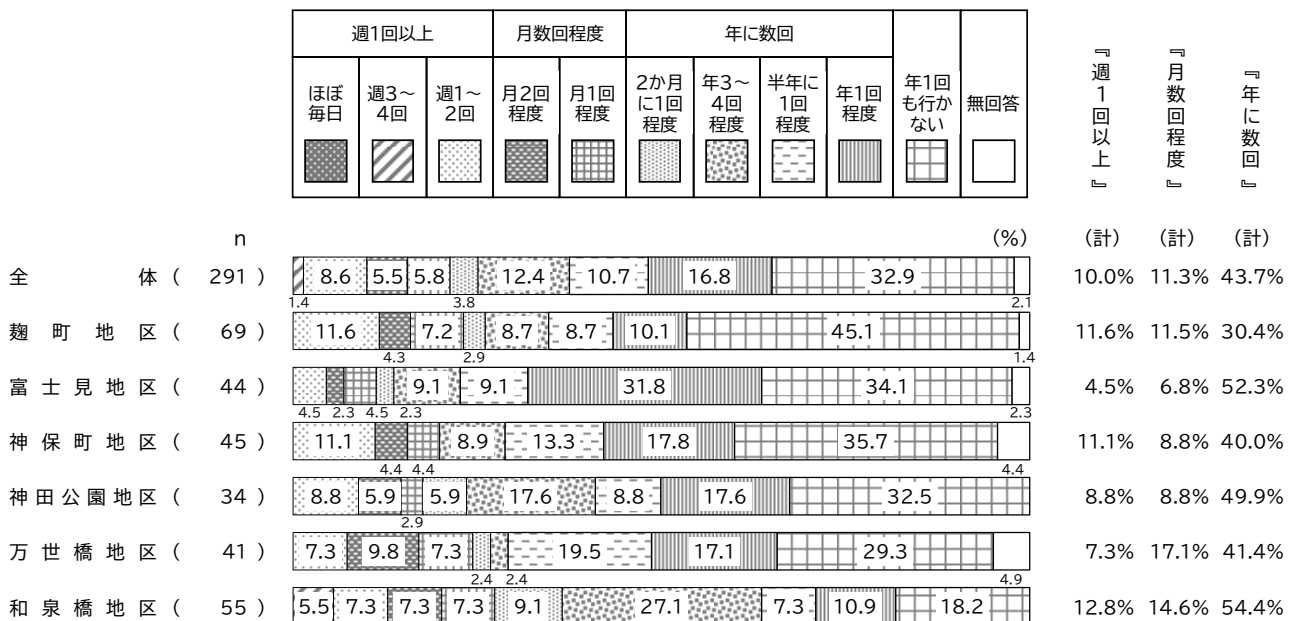 週1回以上 月数回程度 年に数回
ほぼ毎日 週3～4回 週1～2回 月2回程度 月1回程度 2か月に1回程度 年3～4回程度 半年に1回程度 年1回程度 年1回も行かない 無回答
『週1回以上』 『月数回程度』 『年に数回』
n (%) (計) (計) (計)
全体 ( 291 ) 8.6 5.5 5.8 12.4 10.7 16.8 32.9 10.0% 11.3% 43.7%
1.4 3.8 2.1
麹町地区 ( 69 ) 11.6 7.2 8.7 8.7 10.1 45.1 11.6% 11.5% 30.4%
4.3 2.9 1.4
富士見地区 ( 44 ) 9.1 9.1 31.8 34.1 4.5% 6.8% 52.3%
4.5 2.3 4.5 2.3 2.3
神保町地区 ( 45 ) 11.1 8.9 13.3 17.8 35.7 11.1% 8.8% 40.0%
4.4 4.4 4.4
神田公園地区 ( 34 ) 8.8 5.9 5.9 17.6 8.8 17.6 32.5 8.8% 8.8% 49.9%
2.9
万世橋地区 ( 41 ) 7.3 9.8 7.3 19.5 17.1 29.3 7.3% 17.1% 41.4%
2.4 2.4 4.9
和泉橋地区 ( 55 ) 5.5 7.3 7.3 7.3 9.1 27.1 7.3 10.9 18.2 12.8% 14.6% 54.4%